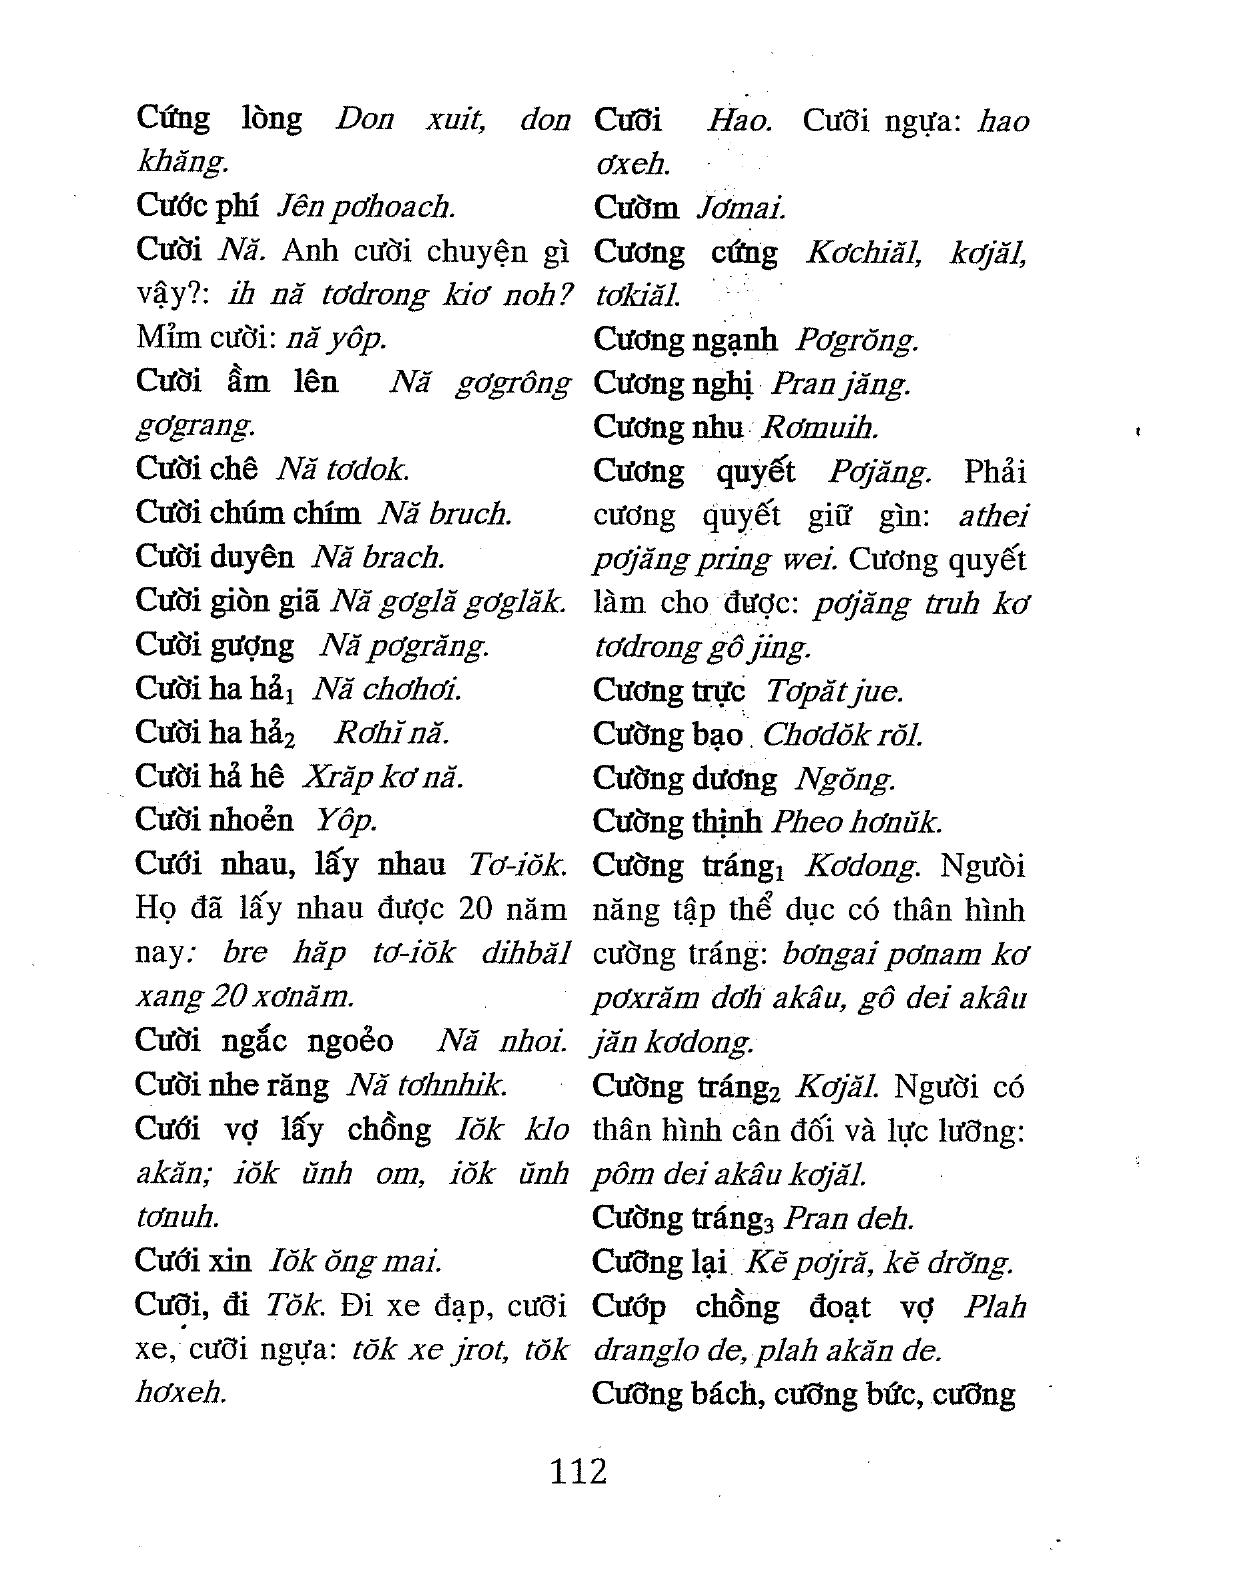 Cứng lòng Don xuit, don
khăng.
Cước phí Jên pơhoach.
Cười Nă. Anh cười chuyện gì
vậy?: ih nă tơdrong kiơ noh?
Mỉm cười: nă yôp.
Cười ầm lên Nă gơgrông
gơgrang.
Cười chê Nă tơdok.
Cười chúm chím Nă bruch.
Cười duyên Nă brach.
Cười giòn giã Nă gơglă gơglăk.
Cười gượng Nă pơgrăng.
Cười ha hả₁ Nă chơhơi.
Cười ha hả₂ Rơhĭ nă.
Cười hả hê Xrăp kơ nă.
Cười nhoẻn Yôp.
Cưới nhau, lấy nhau Tơ-iŏk.
Họ đã lấy nhau được 20 năm
nay: bre hăp tơ-iŏk dihbăl
xang 20 xơnăm.
Cười ngắc ngoẻo Nă nhoi.
Cười nhe răng Nă tơhnhik.
Cưới vợ lấy chồng Iŏk klo
akăn; iŏk ŭnh om, iŏk ŭnh
tơnuh.
Cưới xin Iŏk ŏng mai.
Cưỡi, đi Tŏk. Đi xe đạp, cưỡi
xe, cưỡi ngựa: tŏk xe jrot, tŏk
hơxeh.
Cưỡi Hao. Cưỡi ngựa: hao
ơxeh.
Cườm Jơmai.
Cương cứng Kơchiăl, kơjăl,
tơkiăl.
Cương ngạnh Pơgrŏng.
Cương nghị Pran jăng.
Cương nhu Rơmuih.
Cương quyết Pơjăng. Phải
cương quyết giữ gìn: athei
pơjăng pring wei. Cương quyết
làm cho được: pơjăng truh kơ
tơdrong gô jing.
Cương trực Tơpăt jue.
Cường bạo Chơdŏk rŏl.
Cường dương Ngŏng.
Cường thịnh Pheo hơnŭk.
Cường tráng₁ Kơdong. Người
năng tập thể dục có thân hình
cường tráng: bơngai pơnam kơ
pơxrăm dơh akâu, gô dei akâu
jăn kơdong.
Cường tráng₂ Kơjăl. Người có
thân hình cân đối và lực lưỡng:
pôm dei akâu kơjăl.
Cường tráng₃ Pran deh.
Cưỡng lại Kĕ pơjră, kĕ drơ̆ng.
Cướp chồng đoạt vợ Plah
dranglo de, plah akăn de.
Cưỡng bách, cưỡng bức, cưỡng
112